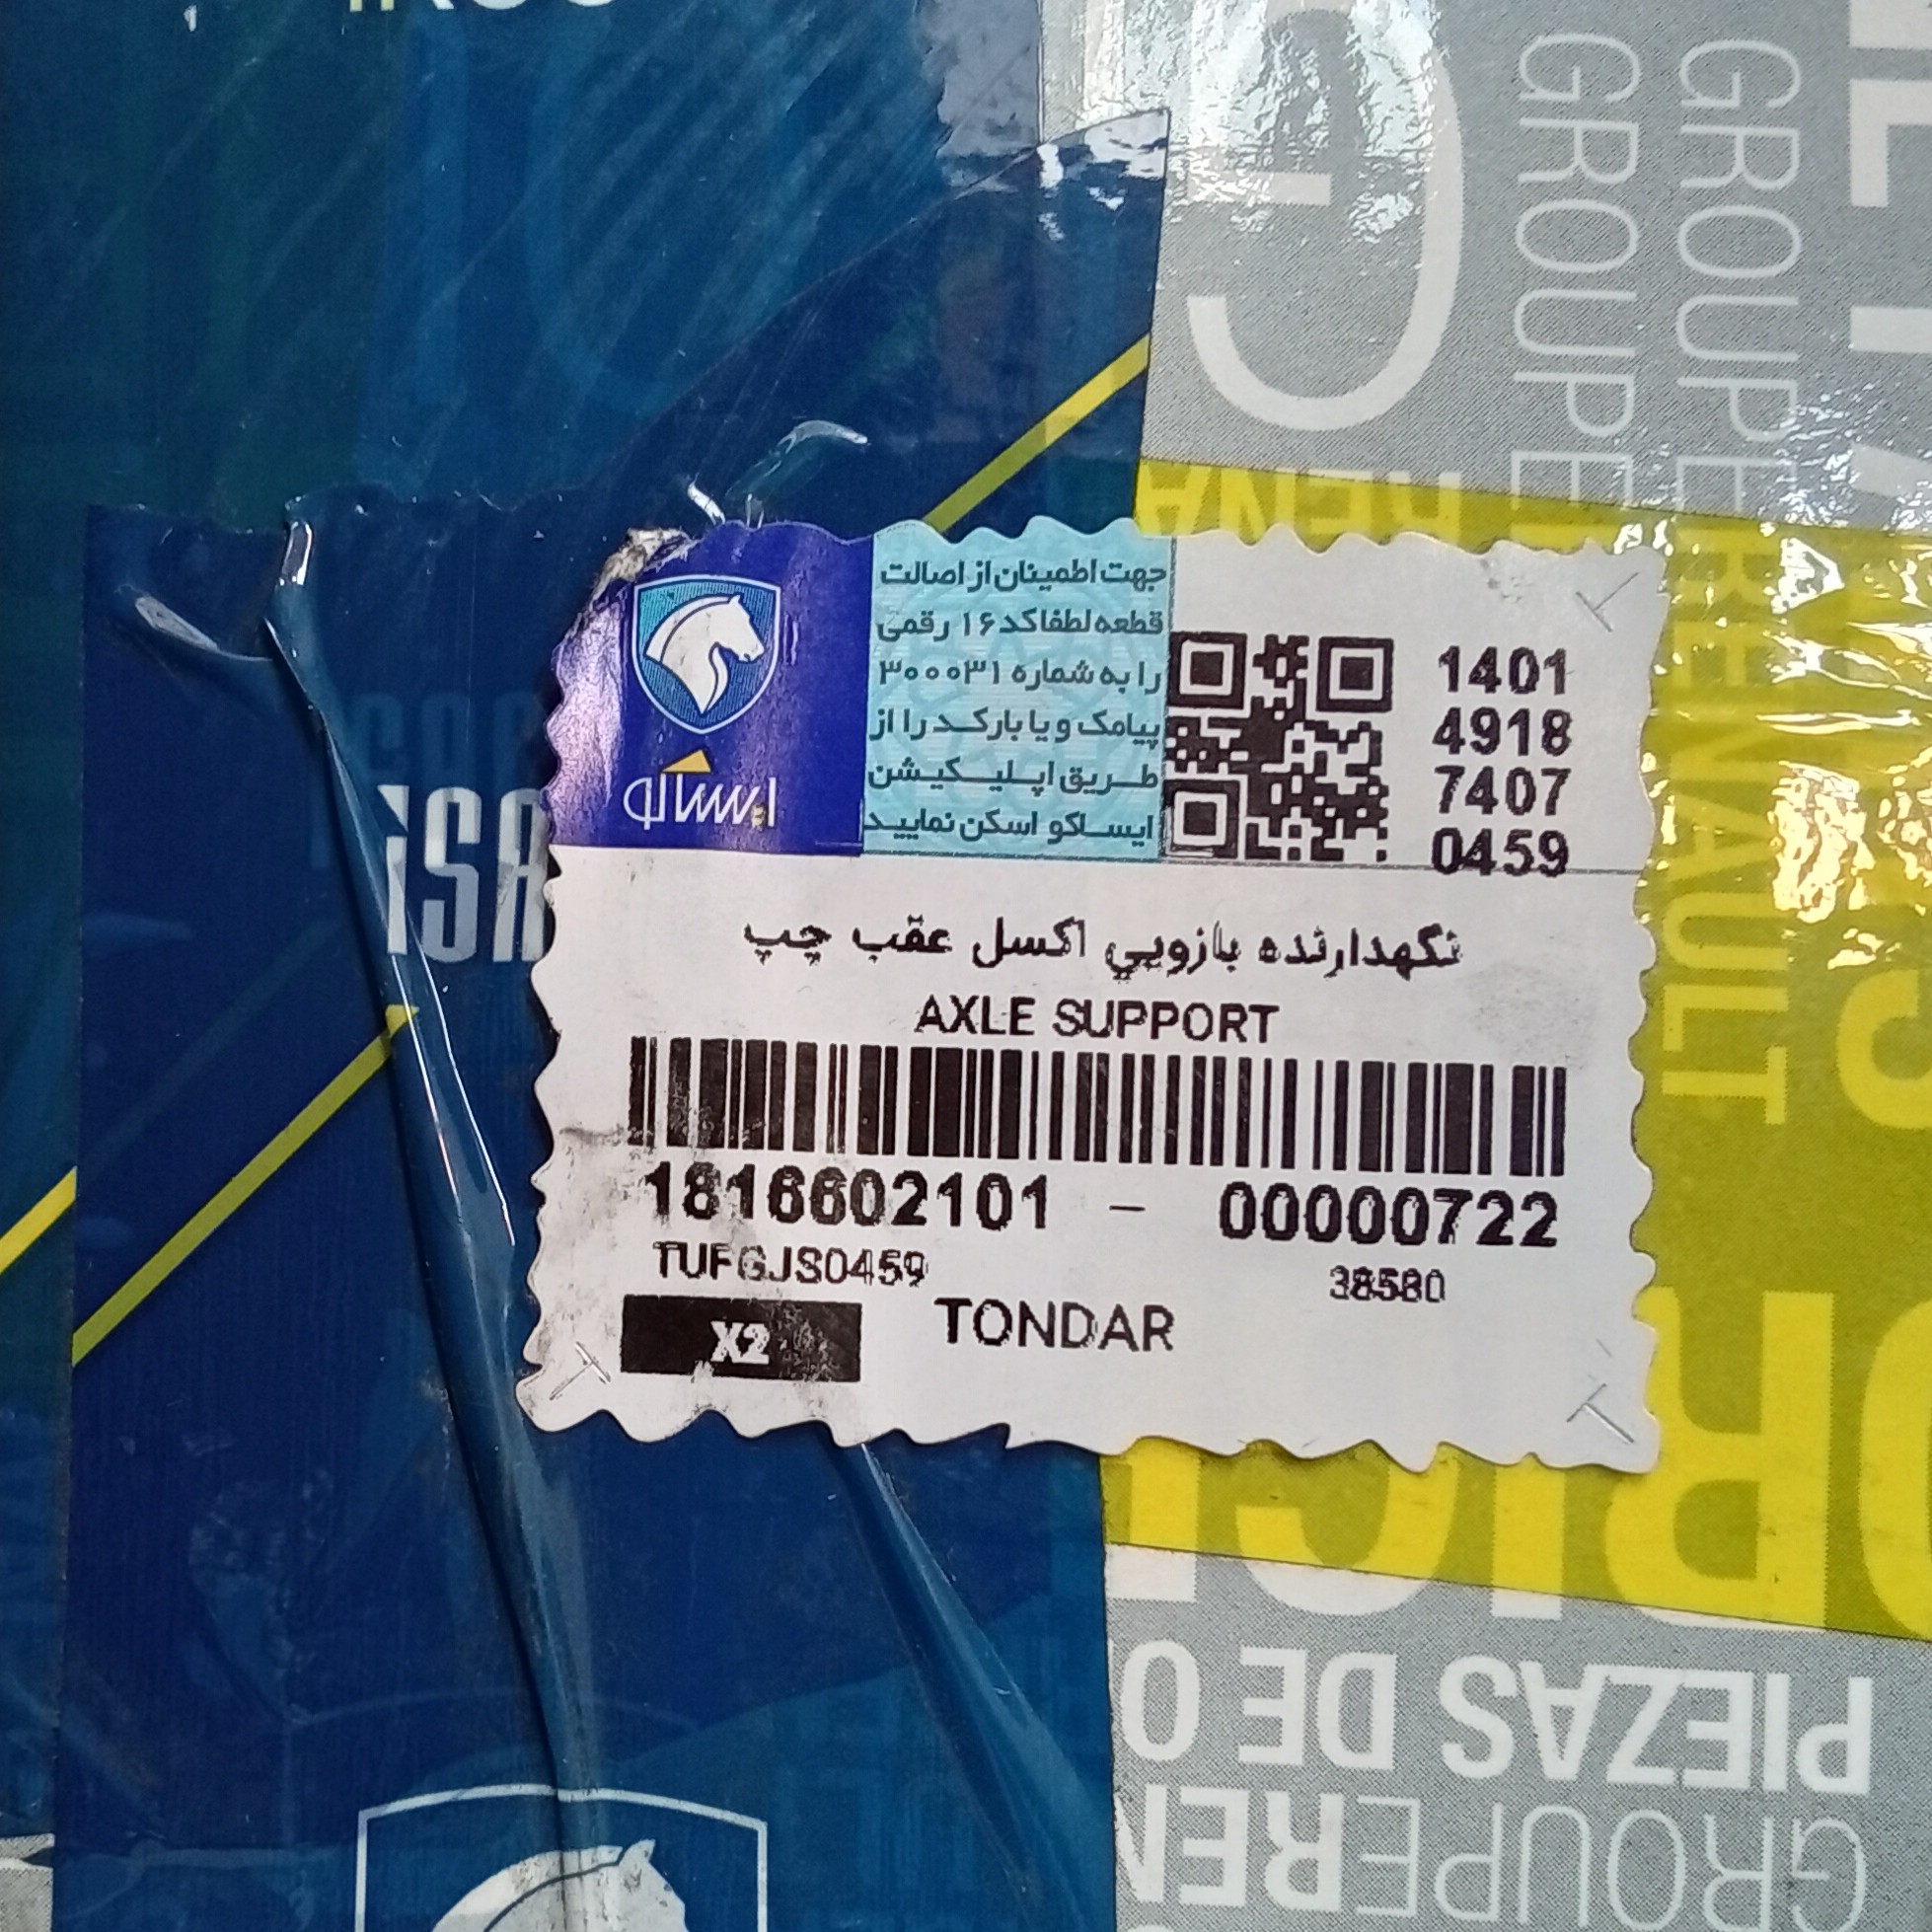 GROUPE
GROUPE RENAULT
جهت اطمینان از اصالت
قطعه لطفا کد ۱۶ رقمی
را به شماره ۳۰۰۰۳۱
پیامک و یا بارکد را از
طریق اپلیکیشن
ایساکو اسکن نمایید
ایساکو
1401
4918
7407
0459
نگهدارنده بازویي اکسل عقب چپ
AXLE SUPPORT
1816602101 - 00000722
TUFGJS0459
38580
X2
TONDAR
PIEZAS DE O
GROUPE REN